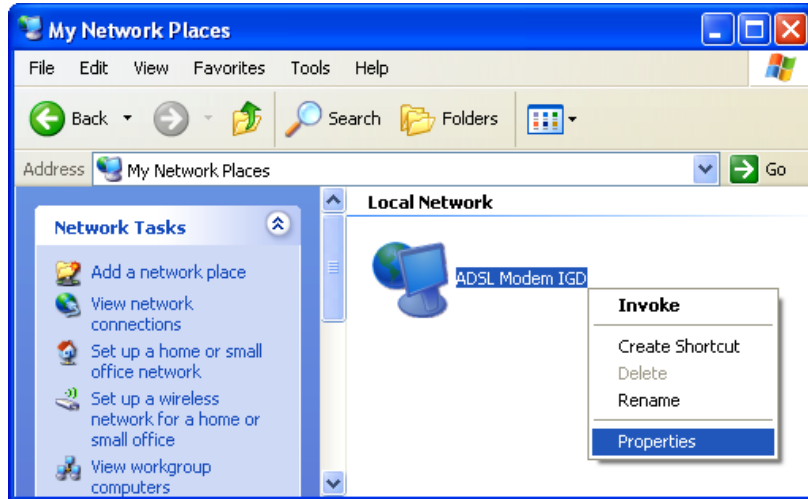 My Network Places
File Edit View Favorites Tools Help
Back Search Folders
Address My Network Places Go
Network Tasks
Add a network place
View network
connections
Set up a home or small
office network
Set up a wireless
network for a home or
small office
View workgroup
computers
Local Network
ADSL Modem IGD
Invoke
Create Shortcut
Delete
Rename
Properties